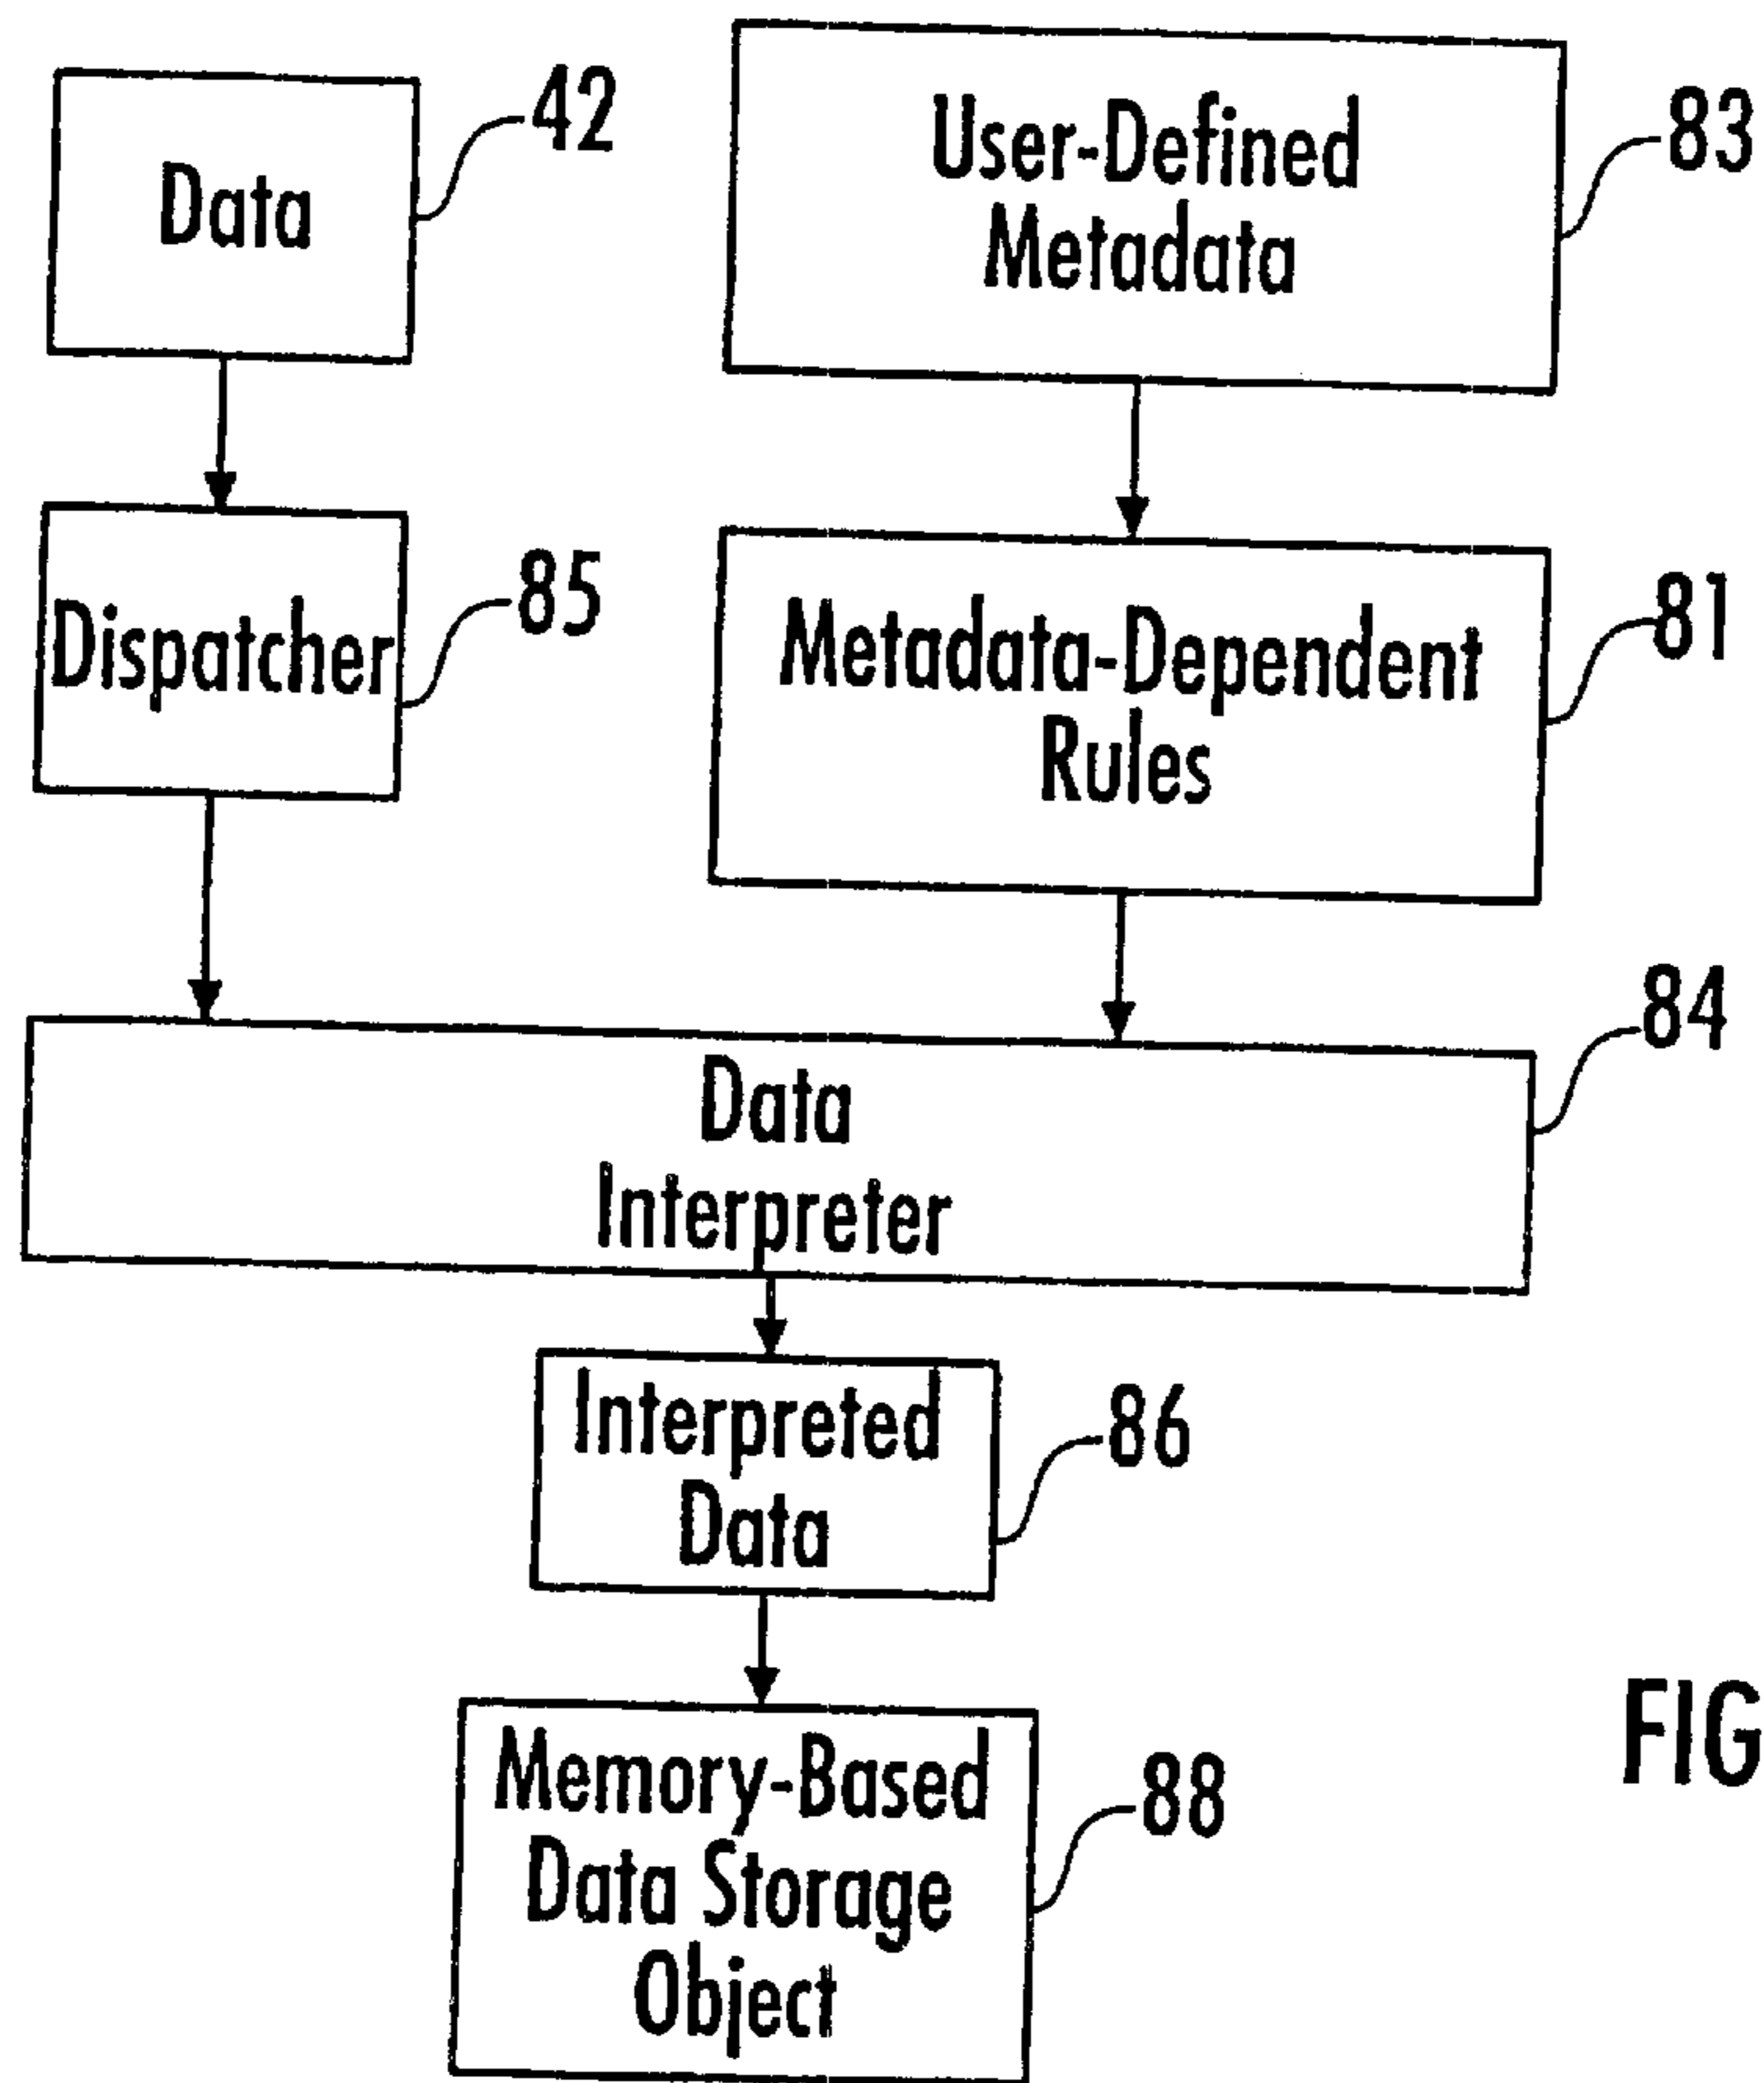 Data
42
User-Defined
Metadata
83
Dispatcher
85
Metadata-Dependent
Rules
81
Data
Interpreter
84
Interpreted
Data
86
Memory-Based
Data Storage
Object
88
FIG